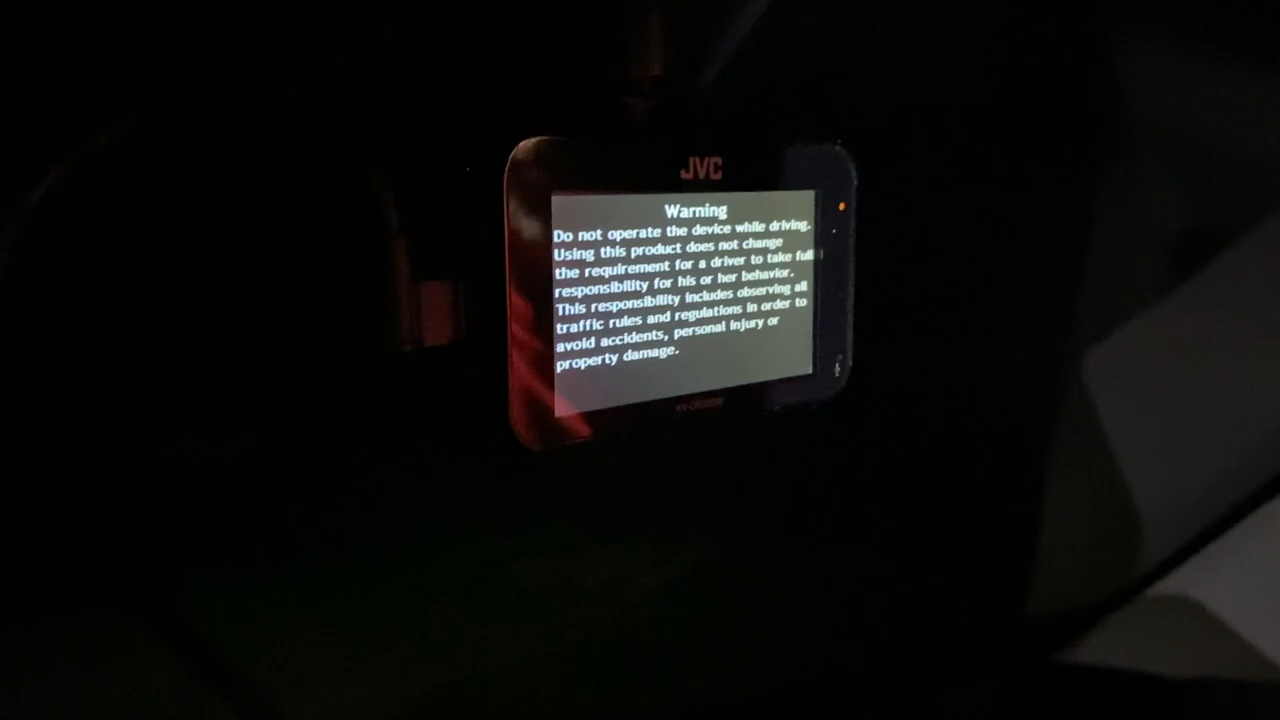 JVC
Warning
Do not operate the device while driving.
Using this product does not change
the requirement for a driver to take full
responsibility for his or her behavior.
This responsibility includes observing all
traffic rules and regulations in order to
avoid accidents, personal injury or
property damage.